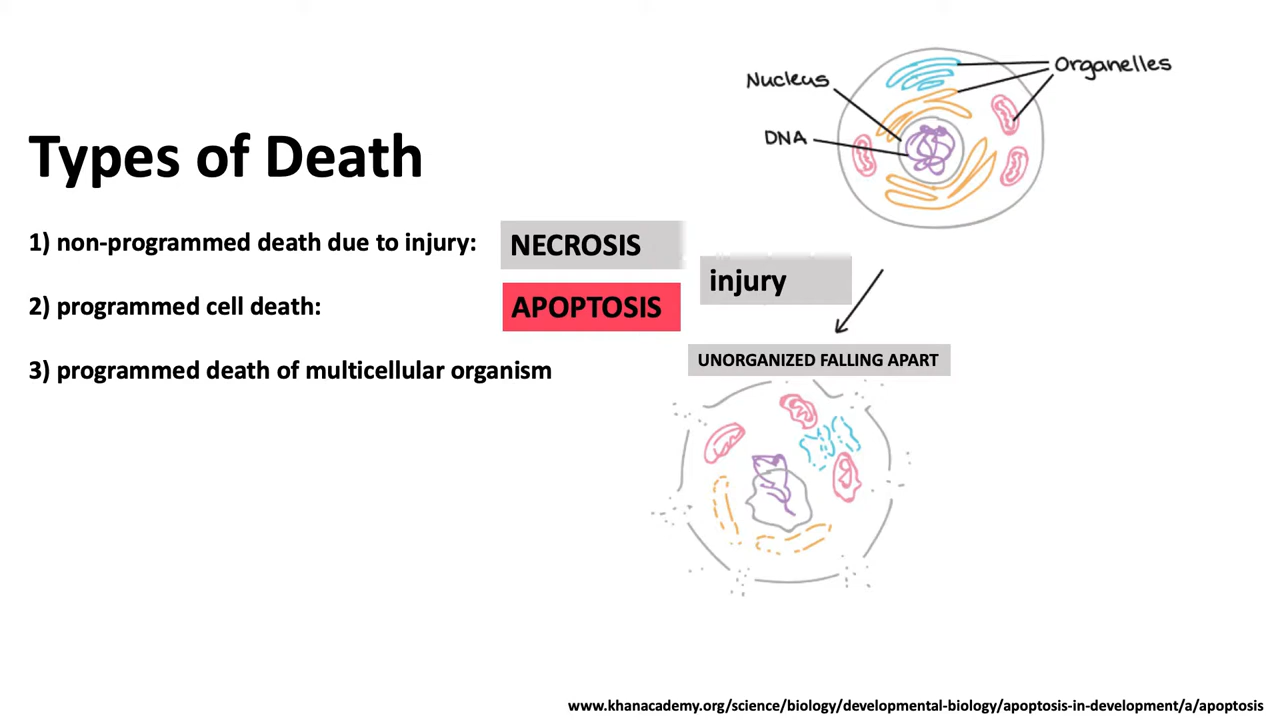 Types of Death
1) non-programmed death due to injury:
NECROSIS
2) programmed cell death:
APOPTOSIS
3) programmed death of multicellular organism
Nucleus
DNA
Organelles
injury
UNORGANIZED FALLING APART
www.khanacademy.org/science/biology/developmental-biology/apoptosis-in-development/a/apoptosis